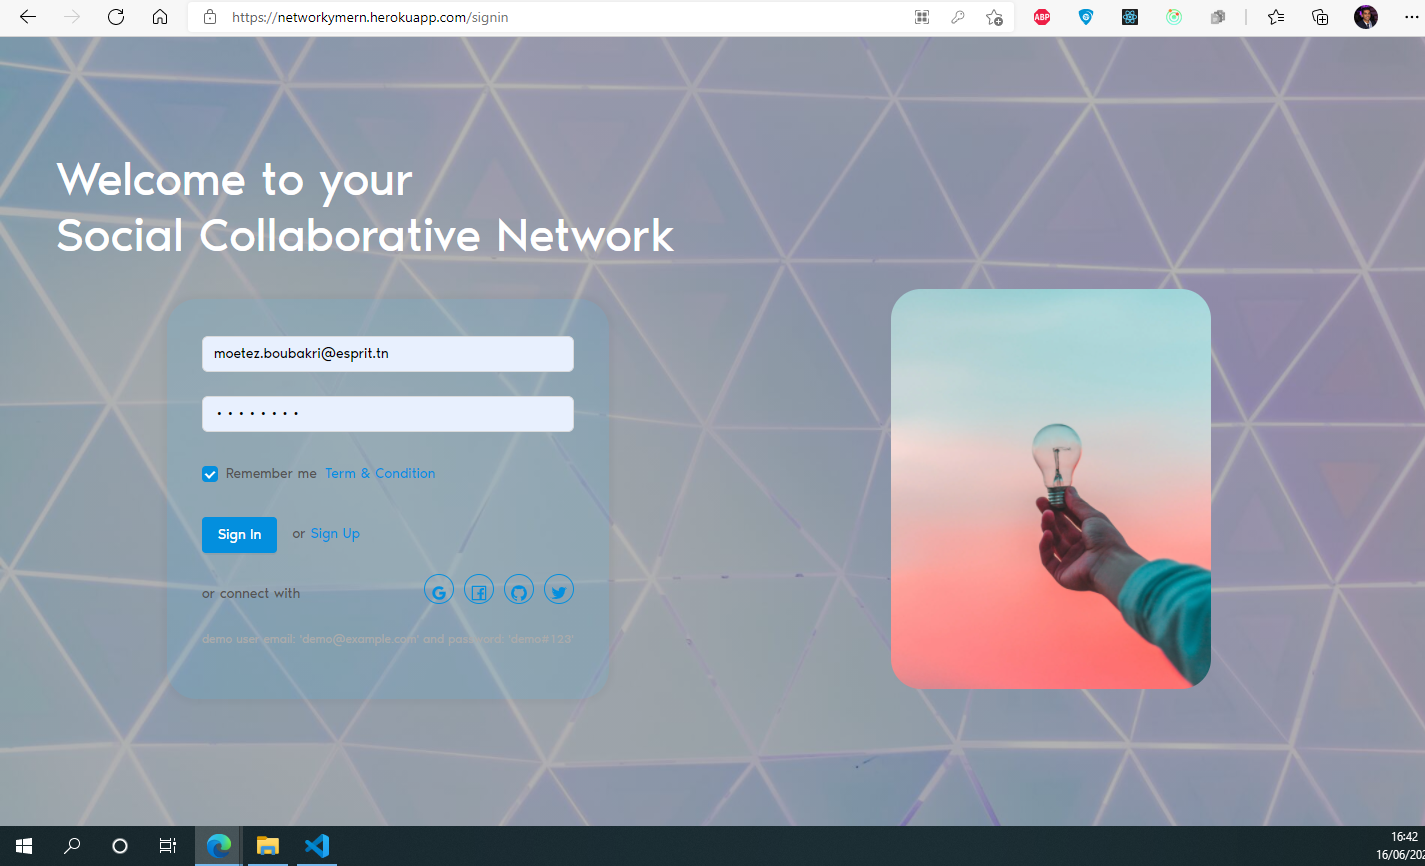 https://networkymern.herokuapp.com/signin
ABP
Welcome to your
Social Collaborative Network
moetez.boubakri@esprit.tn
Remember me Term & Condition
Sign In or Sign Up
or connect with
demo user email: 'demo@example.com' and password: 'demo#123'
16:42
16/06/202